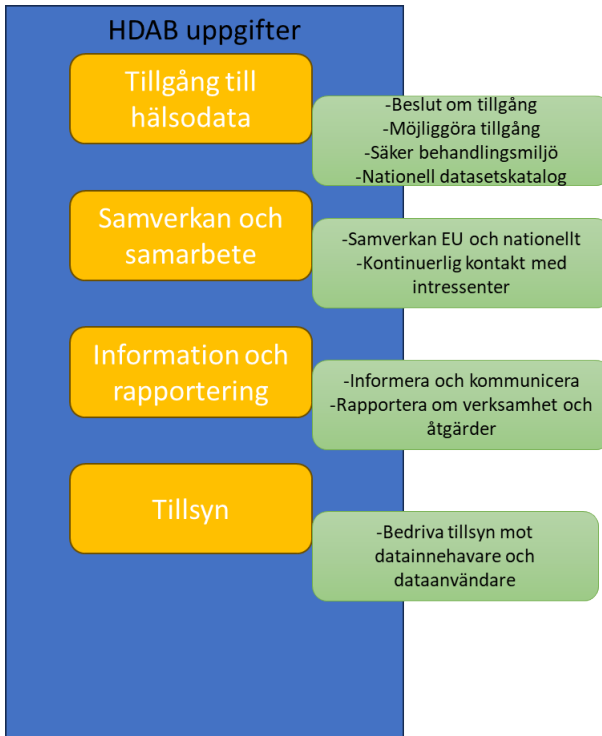 HDAB uppgifter
Tillgång till
hälsodata
-Beslut om tillgång
-Möjliggöra tillgång
-Säker behandlingsmiljö
-Nationell datasetskatalog
Samverkan och
samarbete
-Samverkan EU och nationellt
-Kontinuerlig kontakt med
intressenter
Information och
rapportering
-Informera och kommunicera
-Rapportera om verksamhet och
åtgärder
Tillsyn
-Bedriva tillsyn mot
datainnehavare och
dataanvändare